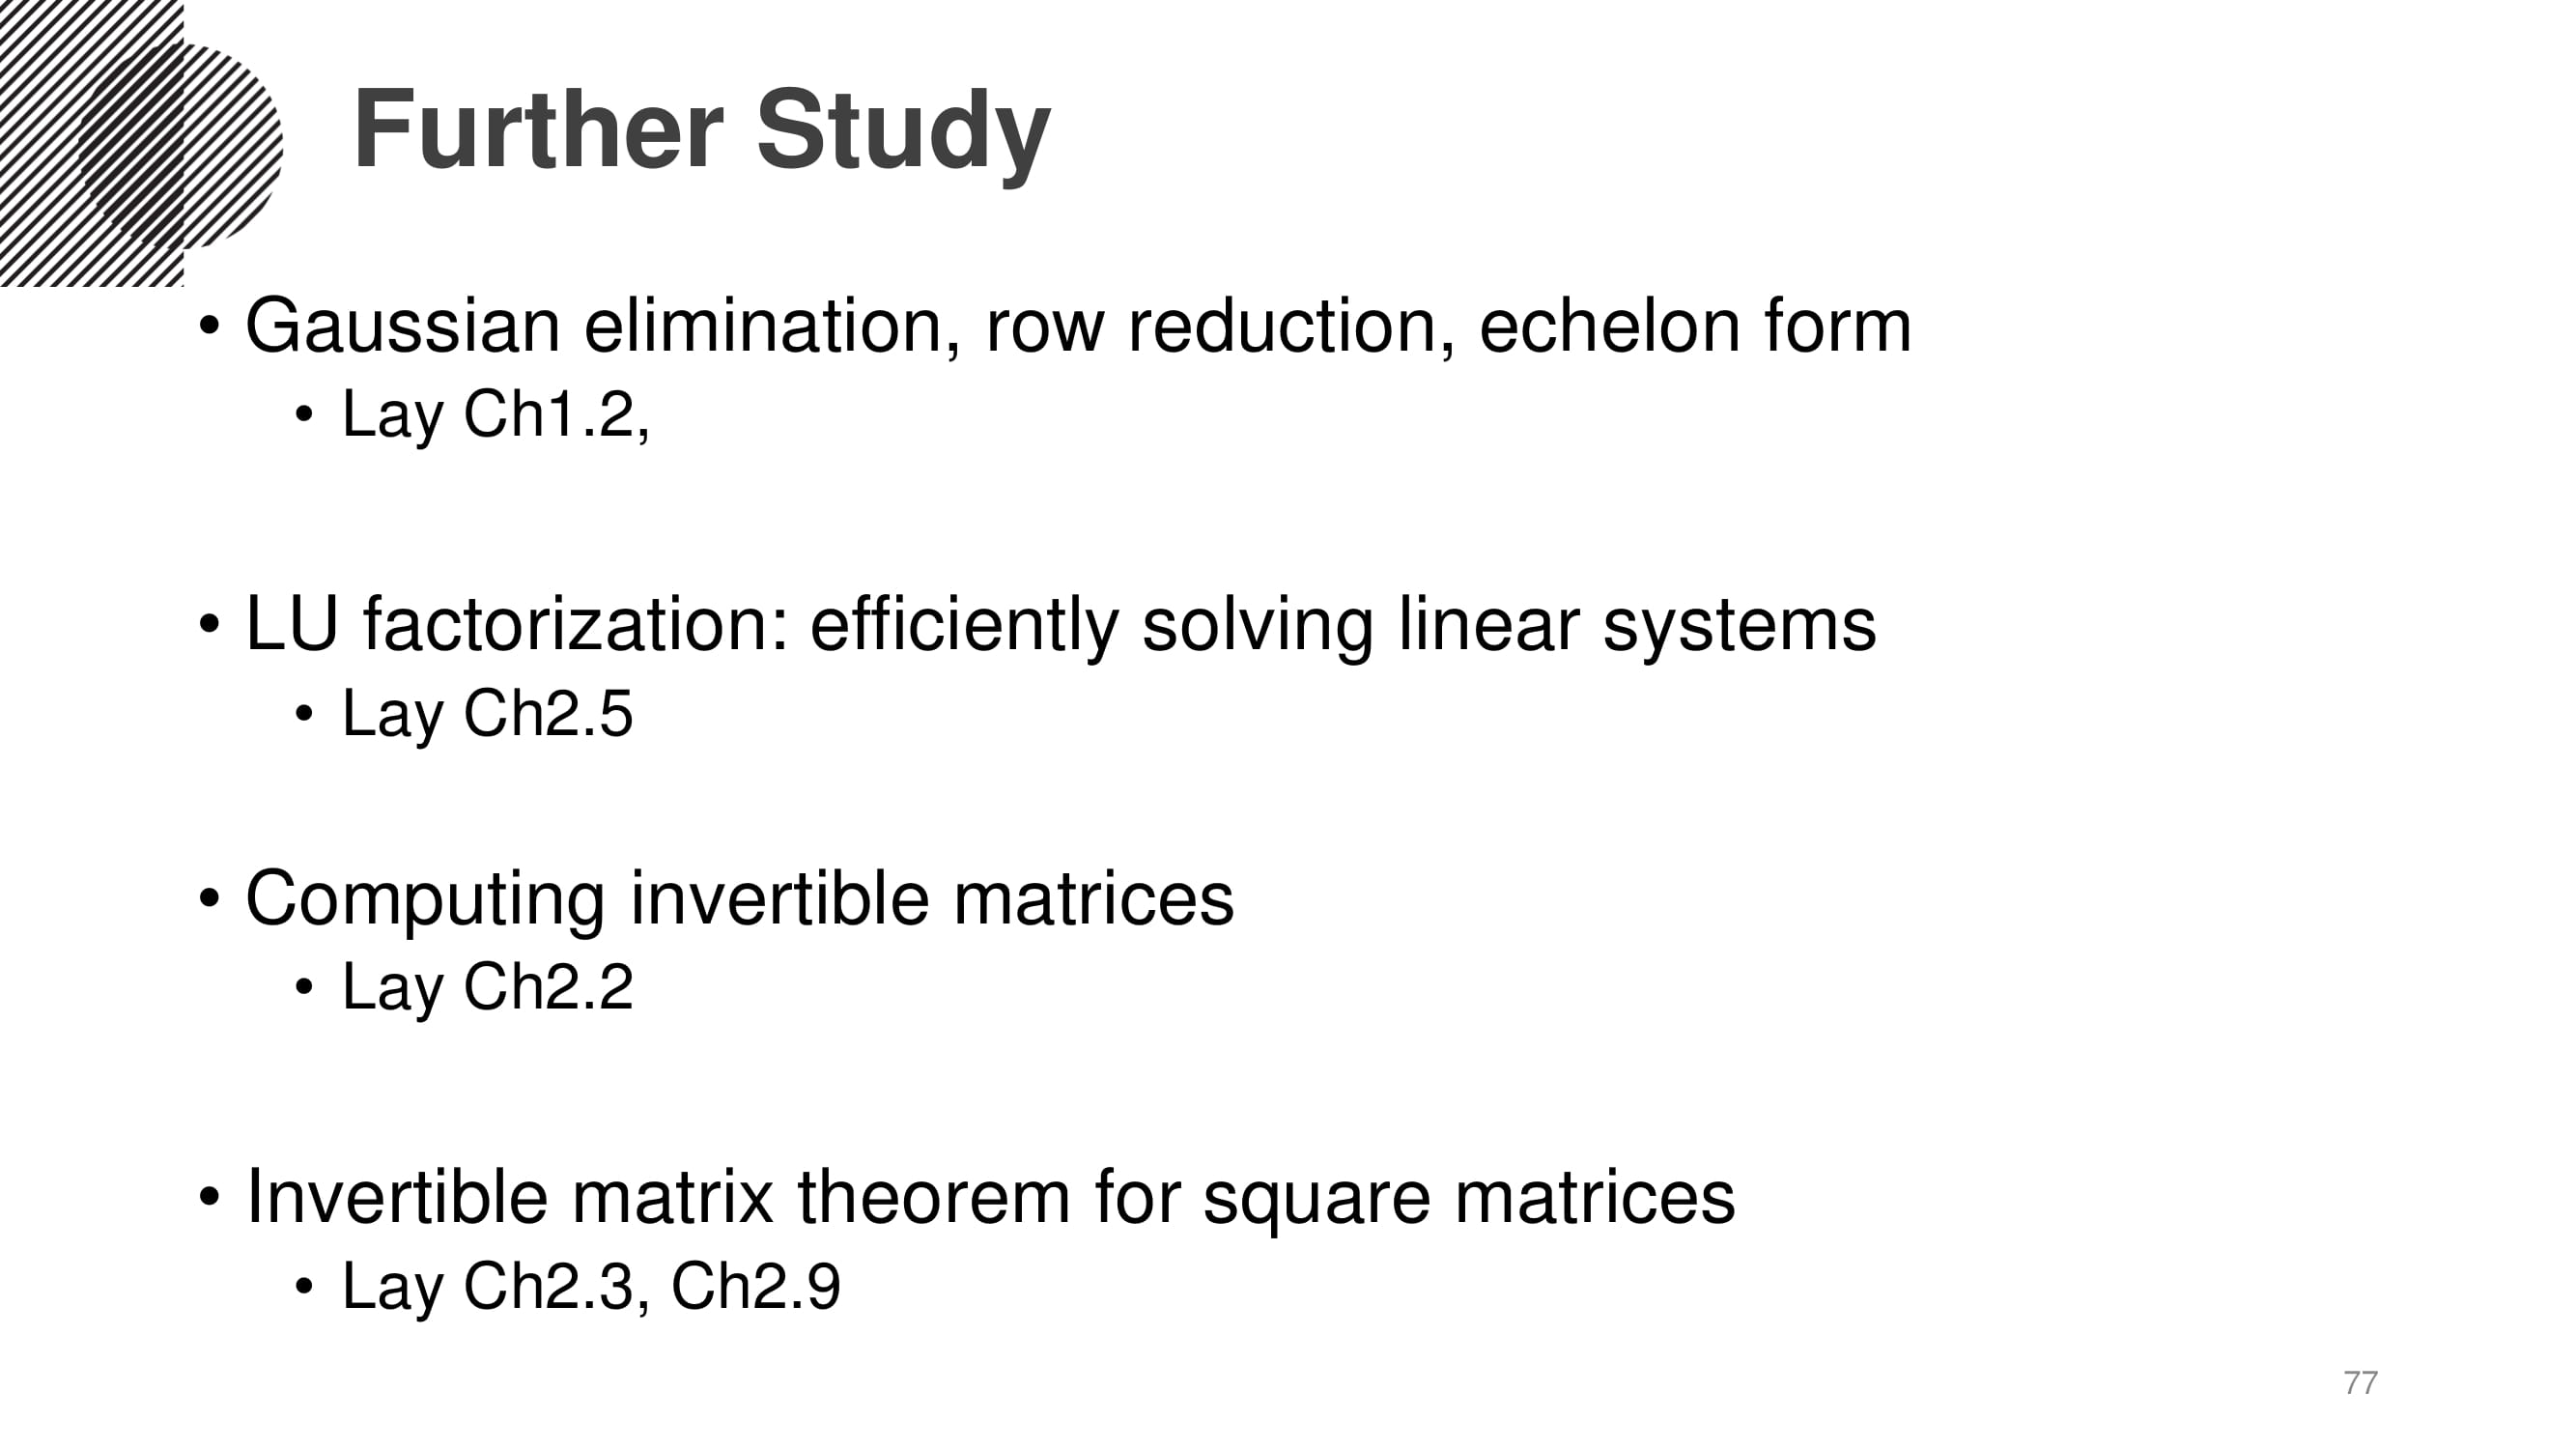 Further Study
• Gaussian elimination, row reduction, echelon form
• Lay Ch1.2,
• LU factorization: efficiently solving linear systems
• Lay Ch2.5
• Computing invertible matrices
• Lay Ch2.2
• Invertible matrix theorem for square matrices
• Lay Ch2.3, Ch2.9
77